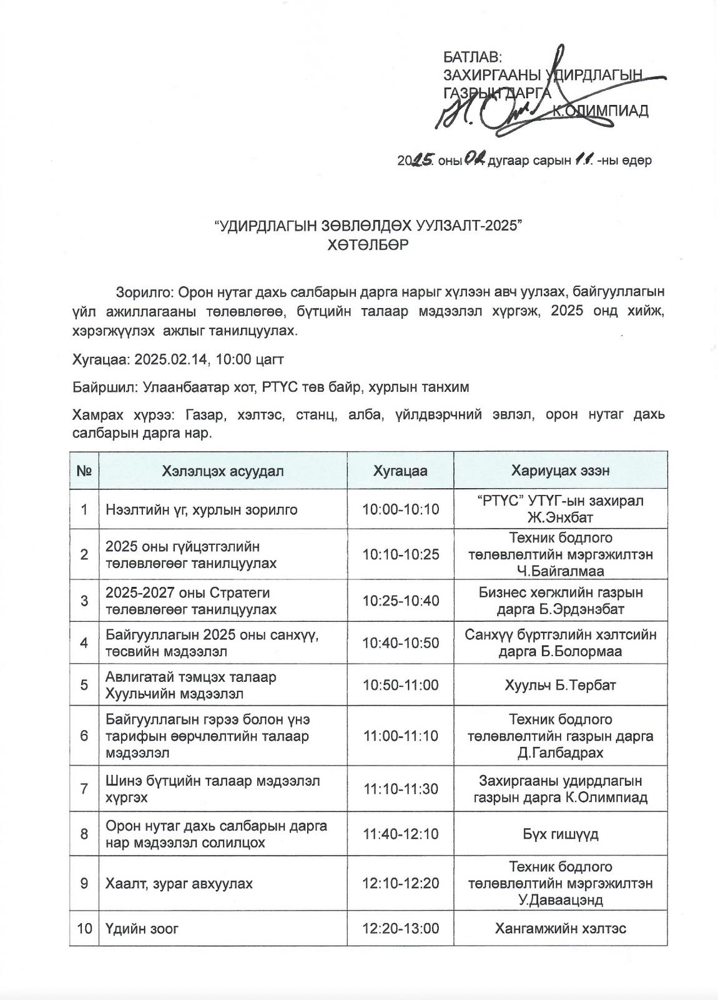 БАТЛАВ:
ЗАХИРГААНЫ УДИРДЛАГЫН
ГАЗРЫН ДАРГА
К.ОЛИМПИАД
2025. оны 02 дугаар сарын 11. -ны өдөр
“УДИРДЛАГЫН ЗӨВЛӨЛДӨХ УУЛЗАЛТ-2025”
ХӨТӨЛБӨР
Зорилго: Орон нутаг дахь салбарын дарга нарыг хүлээн авч уулзах, байгууллагын
үйл ажиллагааны төлөвлөгөө, бүтцийн талаар мэдээлэл хүргэж, 2025 онд хийж,
хэрэгжүүлэх ажлыг танилцуулах.
Хугацаа: 2025.02.14, 10:00 цагт
Байршил: Улаанбаатар хот, РТҮС төв байр, хурлын танхим
Хамрах хүрээ: Газар, хэлтэс, станц, алба, үйлдвэрчний эвлэл, орон нутаг дахь
салбарын дарга нар.
№ Хэлэлцэх асуудал Хугацаа Хариуцах эзэн
1 Нээлтийн үг, хурлын зорилго 10:00-10:10 “РТҮС” УТҮГ-ын захирал
Ж.Энхбат
2 2025 оны гүйцэтгэлийн
төлөвлөгөөг танилцуулах 10:10-10:25 Техник бодлого
төлөвлөлтийн мэргэжилтэн
Ч.Байгалмаа
3 2025-2027 оны Стратеги
төлөвлөгөөг танилцуулах 10:25-10:40 Бизнес хөгжлийн газрын
дарга Б.Эрдэнэбат
4 Байгууллагын 2025 оны санхүү,
төсвийн мэдээлэл 10:40-10:50 Санхүү бүртгэлийн хэлтсийн
дарга Б.Болормаа
5 Авлигатай тэмцэх талаар
Хуульчийн мэдээлэл 10:50-11:00 Хуульч Б.Төрбат
6 Байгууллагын гэрээ болон үнэ
тарифын өөрчлөлтийн талаар
мэдээлэл 11:00-11:10 Техник бодлого
төлөвлөлтийн газрын дарга
Д.Галбадрах
7 Шинэ бүтцийн талаар мэдээлэл
хүргэх 11:10-11:30 Захиргааны удирдлагын
газрын дарга К.Олимпиад
8 Орон нутаг дахь салбарын дарга
нар мэдээлэл солилцох 11:40-12:10 Бүх гишүүд
9 Хаалт, зураг авхуулах 12:10-12:20 Техник бодлого
төлөвлөлтийн мэргэжилтэн
У.Даваацэнд
10 Үдийн зоог 12:20-13:00 Хангамжийн хэлтэс